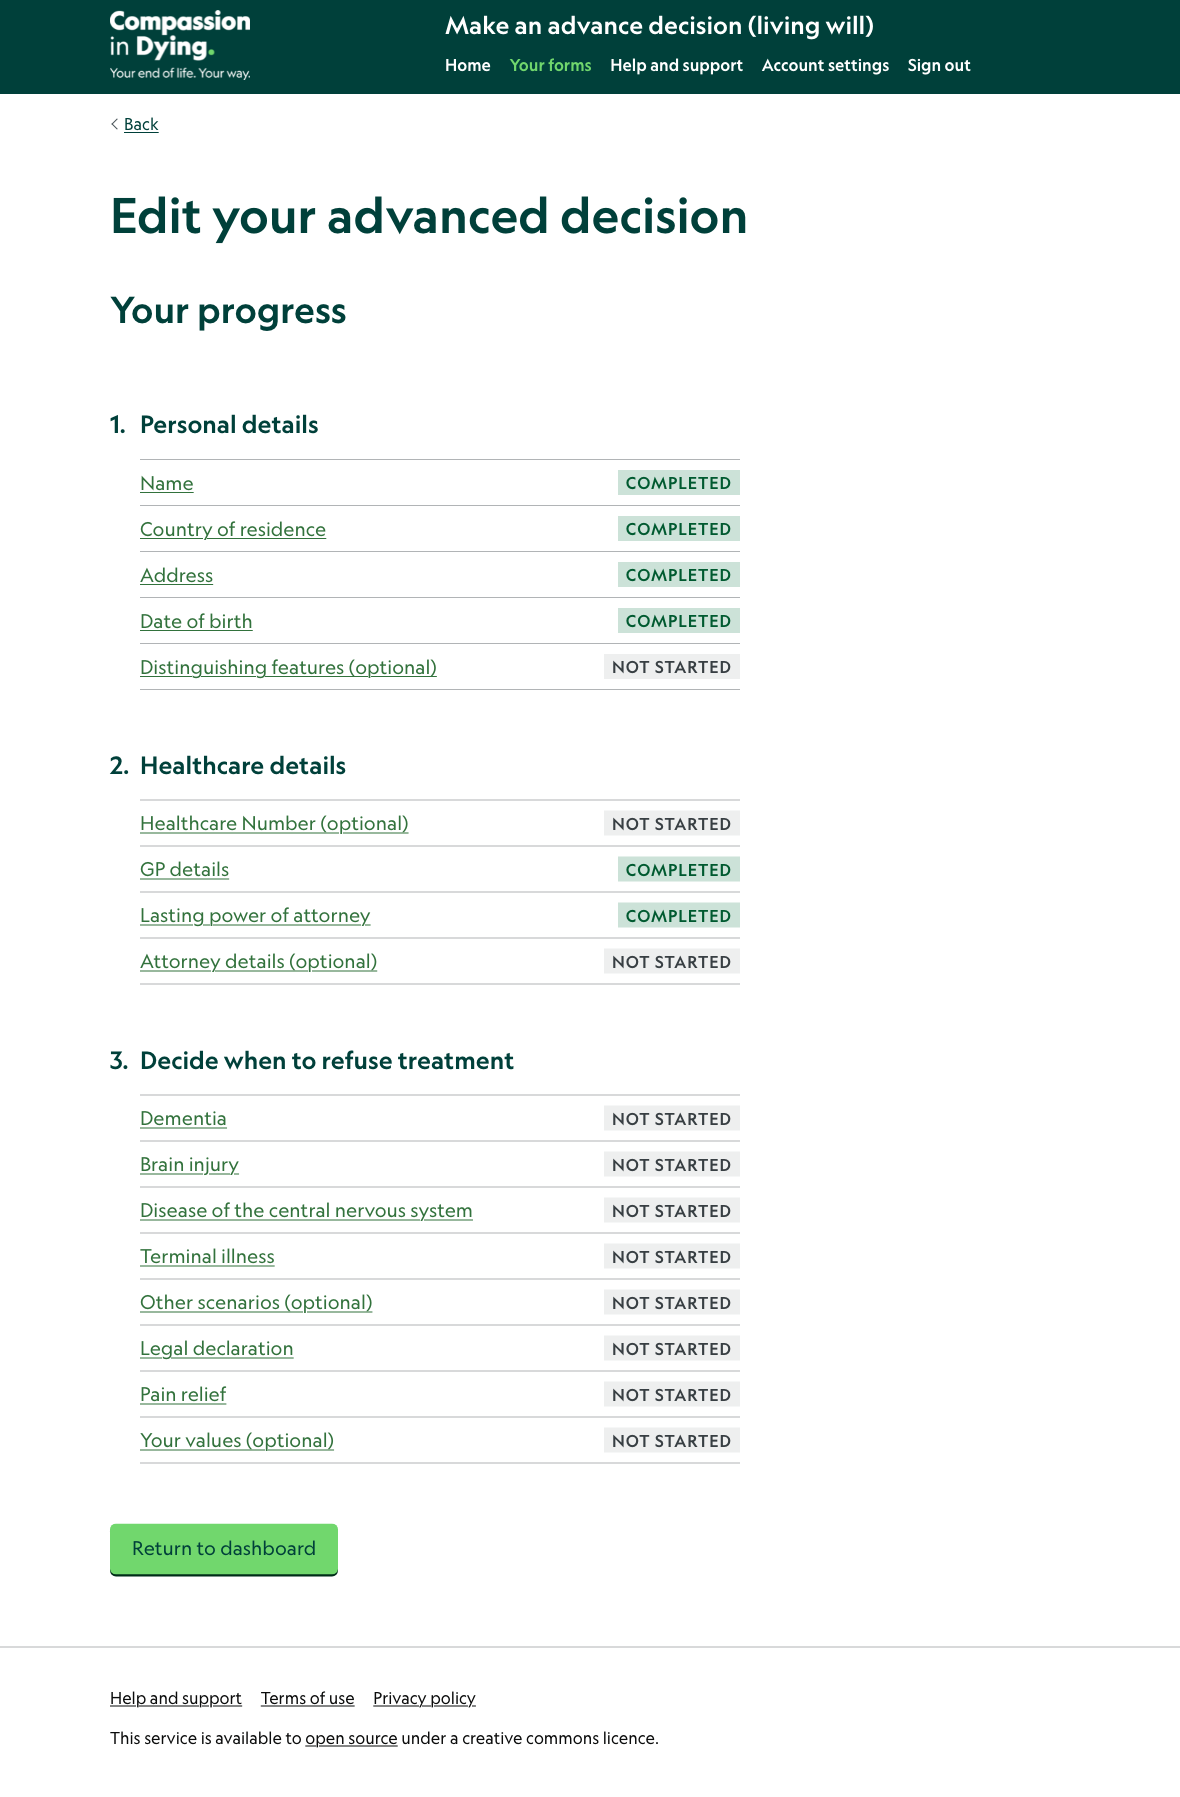 Compassion
in Dying.
Your end of life. Your way.
Make an advance decision (living will)
Home Your forms Help and support Account settings Sign out
Back
Edit your advanced decision
Your progress
1. Personal details
Name COMPLETED
Country of residence COMPLETED
Address COMPLETED
Date of birth COMPLETED
Distinguishing features (optional) NOT STARTED
2. Healthcare details
Healthcare Number (optional) NOT STARTED
GP details COMPLETED
Lasting power of attorney COMPLETED
Attorney details (optional) NOT STARTED
3. Decide when to refuse treatment
Dementia NOT STARTED
Brain injury NOT STARTED
Disease of the central nervous system NOT STARTED
Terminal illness NOT STARTED
Other scenarios (optional) NOT STARTED
Legal declaration NOT STARTED
Pain relief NOT STARTED
Your values (optional) NOT STARTED
Return to dashboard
Help and support Terms of use Privacy policy
This service is available to open source under a creative commons licence.